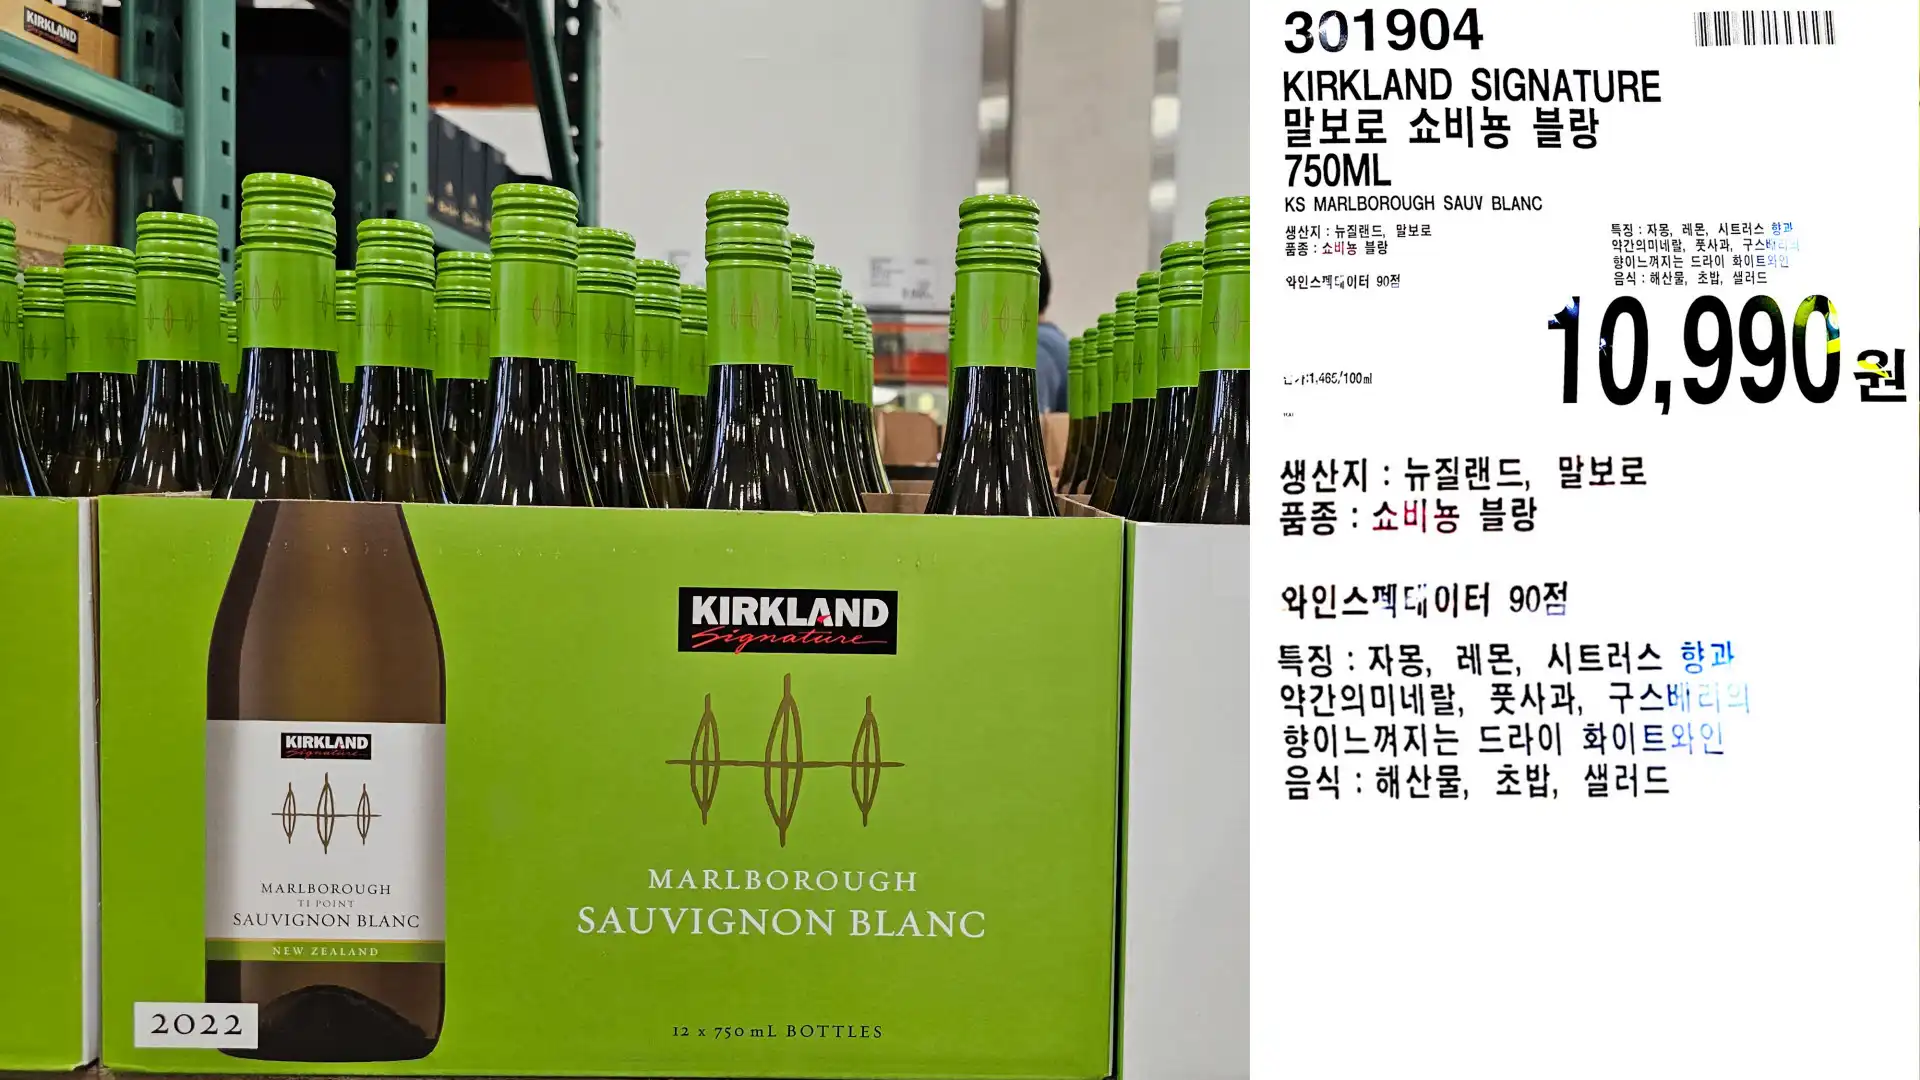 KIRKLAND
Signature
KIRKLAND
Signature
MARLBOROUGH
SAUVIGNON BLANC
12 x 750 mL BOTTLES
KIRKLAND
Signature
MARLBOROUGH
TI POINT
SAUVIGNON BLANC
NEW ZEALAND
2022
301904
KIRKLAND SIGNATURE
말보로 쇼비뇽 블랑
750ML
KS MARLBOROUGH SAUV BLANC
생산지 : 뉴질랜드, 말보로
품종 : 쇼비뇽 블랑
와인스펙테이터 90점
특징 : 자몽, 레몬, 시트러스 향과
약간의미네랄, 풋사과, 구스베리의
향이느껴지는 드라이 화이트와인
음식 : 해산물, 초밥, 샐러드
10,990 원
1,465/100ml
생산지 : 뉴질랜드, 말보로
품종 : 쇼비뇽 블랑
와인스펙테이터 90점
특징 : 자몽, 레몬, 시트러스 향과
약간의미네랄, 풋사과, 구스베리의
향이느껴지는 드라이 화이트와인
음식 : 해산물, 초밥, 샐러드